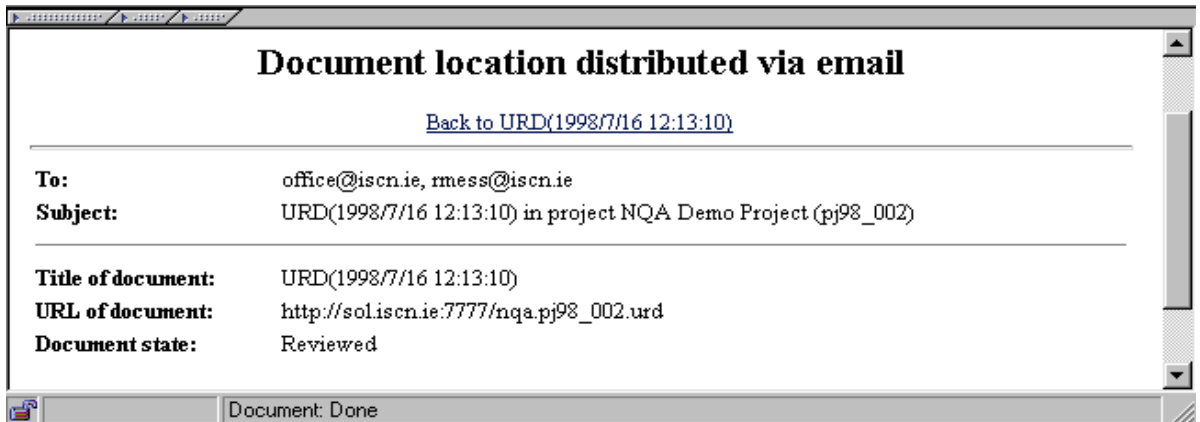 Document location distributed via email
Back to URD(1998/7/16 12:13:10)
To: office@iscn.ie, rmess@iscn.ie
Subject: URD(1998/7/16 12:13:10) in project NQA Demo Project (pj98_002)
Title of document: URD(1998/7/16 12:13:10)
URL of document: http://sol.iscn.ie:7777/nqa.pj98_002.urd
Document state: Reviewed
Document: Done